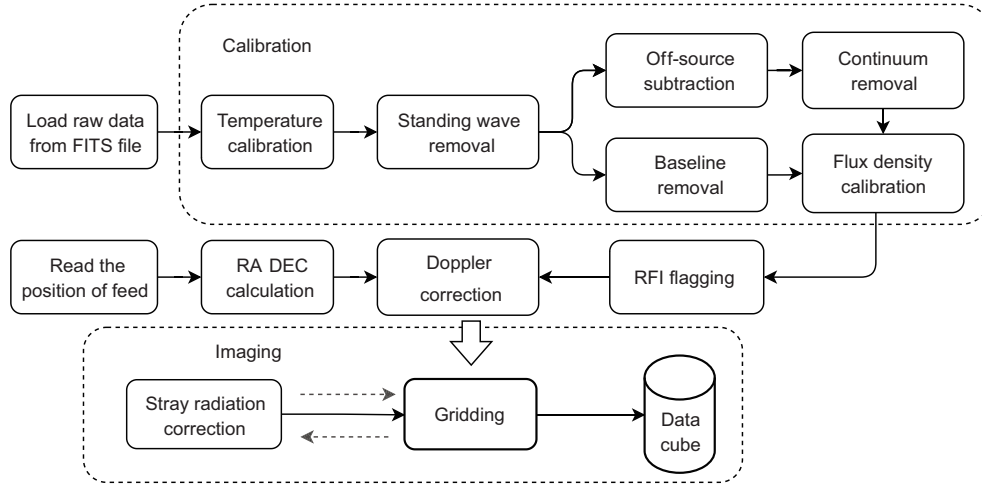 Calibration
Load raw data
from FITS file
Temperature
calibration
Standing wave
removal
Off-source
subtraction
Continuum
removal
Baseline
removal
Flux density
calibration
Read the
position of feed
RA DEC
calculation
Doppler
correction
RFI flagging
Imaging
Stray radiation
correction
Gridding
Data
cube